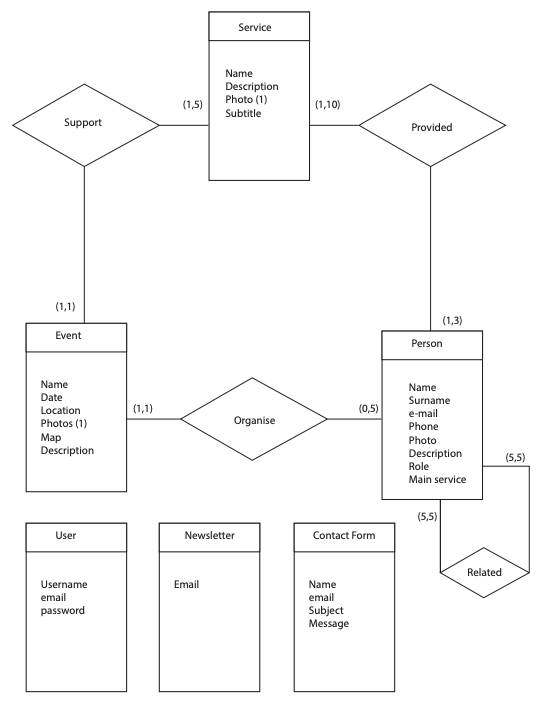 Service
Name
Description
Photo (1)
Subtitle
(1,5)
(1,10)
Support
Provided
(1,1)
(1,3)
Event
Name
Date
Location
Photos (1)
Map
Description
(1,1)
Organise
(0,5)
Person
Name
Surname
e-mail
Phone
Photo
Description
Role
Main service
(5,5)
(5,5)
Related
User
Username
email
password
Newsletter
Email
Contact Form
Name
email
Subject
Message